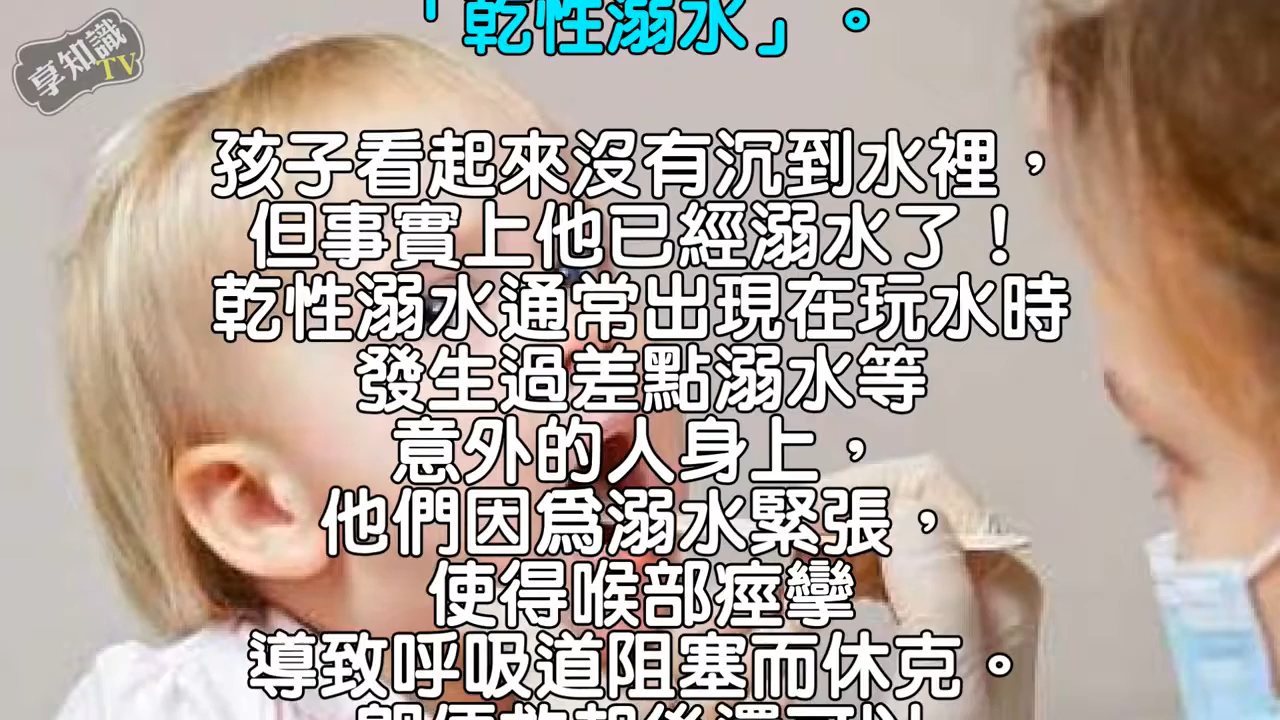 享知識
TV
「乾性溺水」。
孩子看起來沒有沉到水裡，
但事實上他已經溺水了！
乾性溺水通常出現在玩水時
發生過差點溺水等
意外的人身上，
他們因為溺水緊張，
使得喉部痙攣
導致呼吸道阻塞而休克。